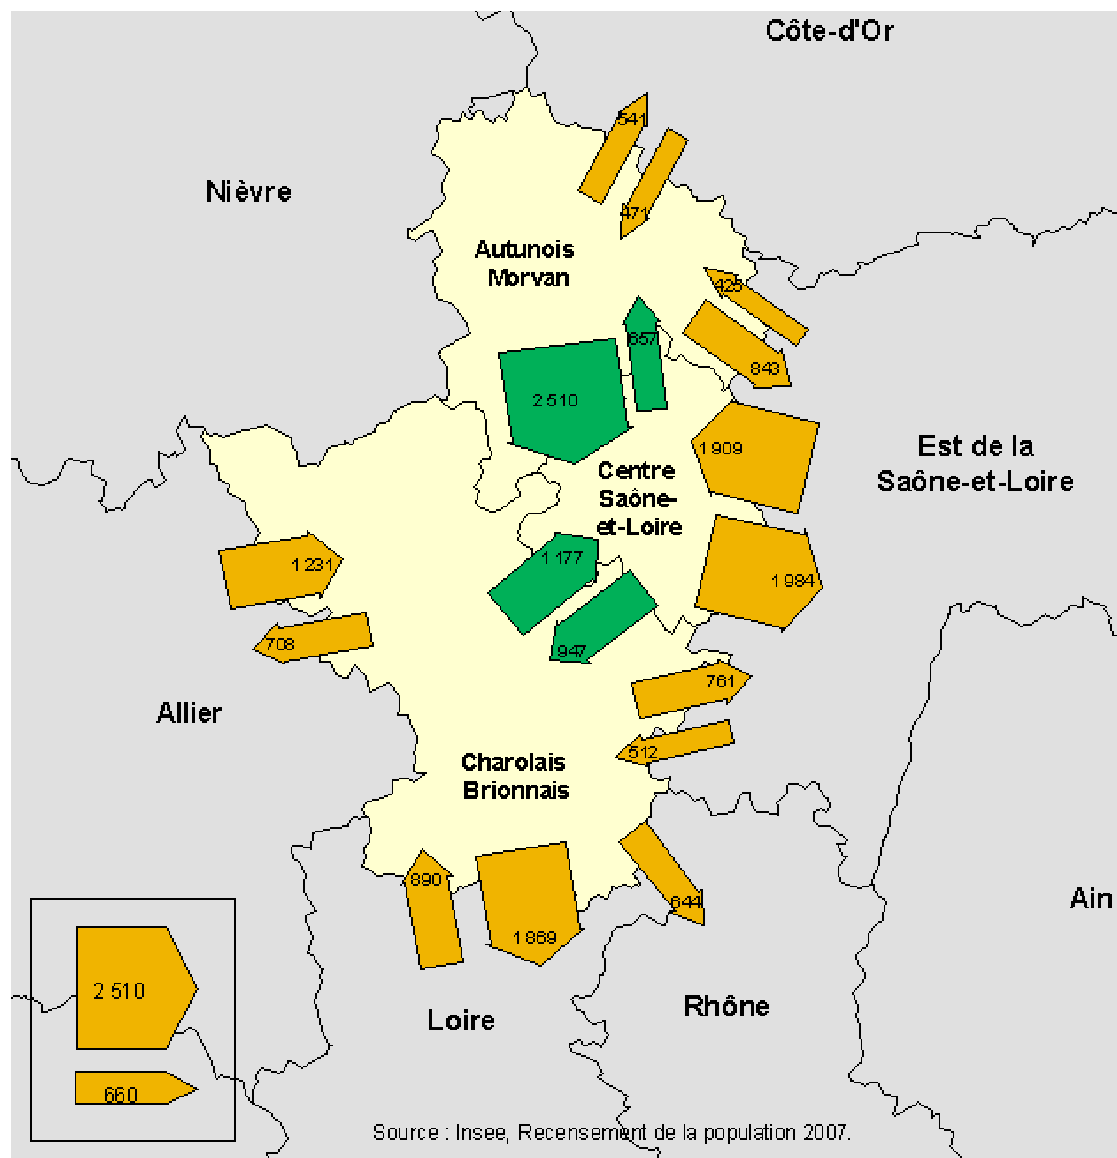 Côte-d'Or
541
Nièvre
471
Autunois
Morvan
425
657
843
2 510
1 909
Est de la
Saône-et-Loire
Centre
Saône-
et-Loire
1 177
1 231
1 984
708
947
761
Allier
512
Charolais
Brionnais
890
644
Ain
1 869
2 510
Rhône
Loire
660
Source : Insee, Recensement de la population 2007.